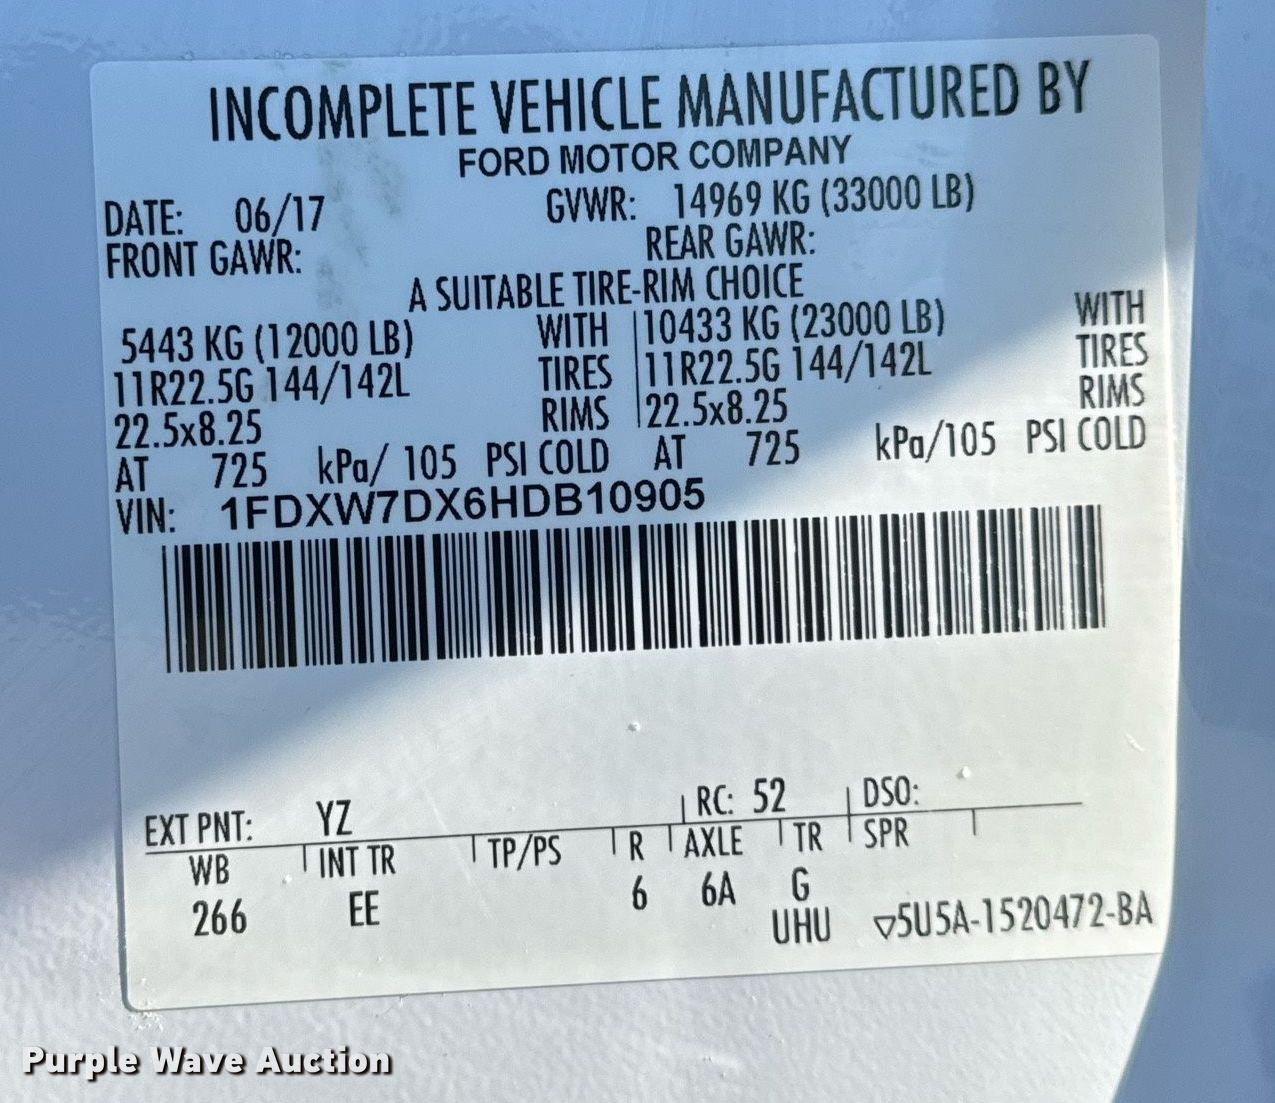 INCOMPLETE VEHICLE MANUFACTURED BY
FORD MOTOR COMPANY
DATE: 06/17 GVWR: 14969 KG (33000 LB)
FRONT GAWR: REAR GAWR:
A SUITABLE TIRE-RIM CHOICE
5443 KG (12000 LB) WITH 10433 KG (23000 LB) WITH
11R22.5G 144/142L TIRES 11R22.5G 144/142L TIRES
22.5x8.25 RIMS 22.5x8.25 RIMS
AT 725 kPa/ 105 PSI COLD AT 725 kPa/105 PSI COLD
VIN: 1FDXW7DX6HDB10905
EXT PNT: YZ RC: 52 DSO:
WB INT TR TP/PS R AXLE TR SPR
266 EE 6 6A G
UHU ▽5U5A-1520472-BA
Purple Wave Auction